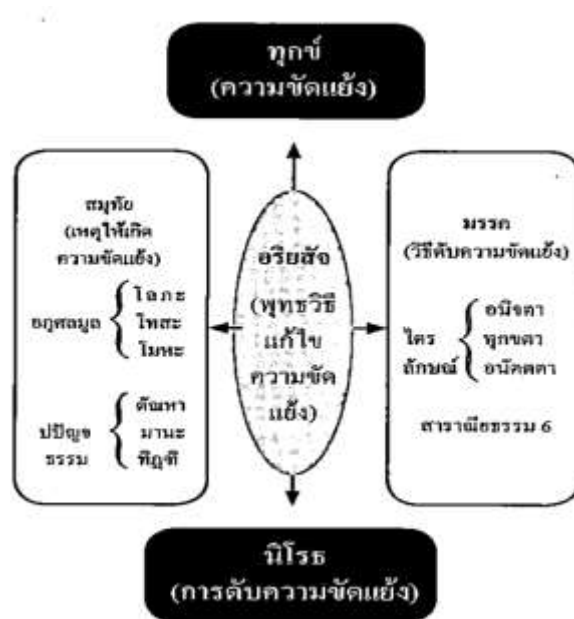 ทุกข์
(ความขัดแย้ง)
สมุทัย
(เหตุให้เกิด
ความขัดแย้ง)
อกุศลมูล
โลภะ
โทสะ
โมหะ
ปปัญจ
ธรรม
ตัณหา
มานะ
ทิฏฐิ
อริยสัจ
(พุทธวิธี
แก้ไข
ความขัด
แย้ง)
มรรค
(วิธีดับความขัดแย้ง)
ไตร
ลักษณ์
อนิจตา
ทุกขตา
อนัตตตา
สาราณียธรรม 6
นิโรธ
(การดับความขัดแย้ง)